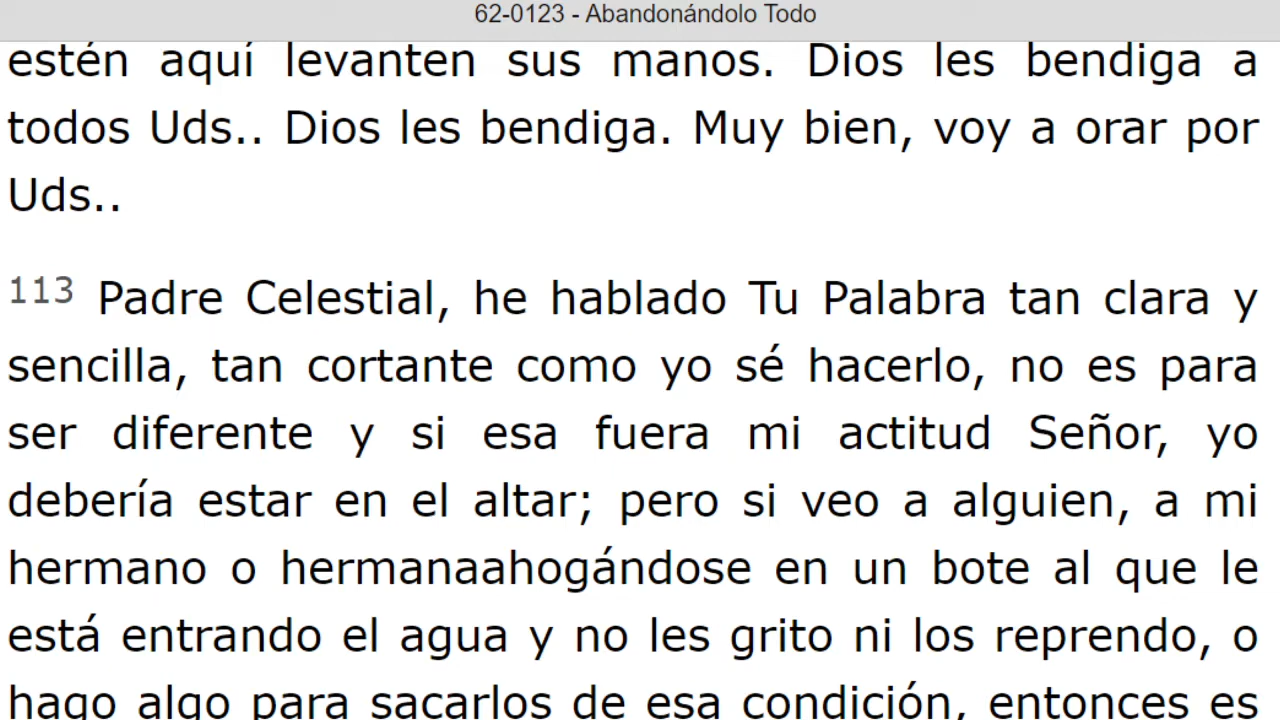 62-0123 - Abandonándolo Todo
estén aquí levanten sus manos. Dios les bendiga a
todos Uds.. Dios les bendiga. Muy bien, voy a orar por
Uds..
113 Padre Celestial, he hablado Tu Palabra tan clara y
sencilla, tan cortante como yo sé hacerlo, no es para
ser diferente y si esa fuera mi actitud Señor, yo
debería estar en el altar; pero si veo a alguien, a mi
hermano o hermanaahogándose en un bote al que le
está entrando el agua y no les grito ni los reprendo, o
hago algo para sacarlos de esa condición, entonces es